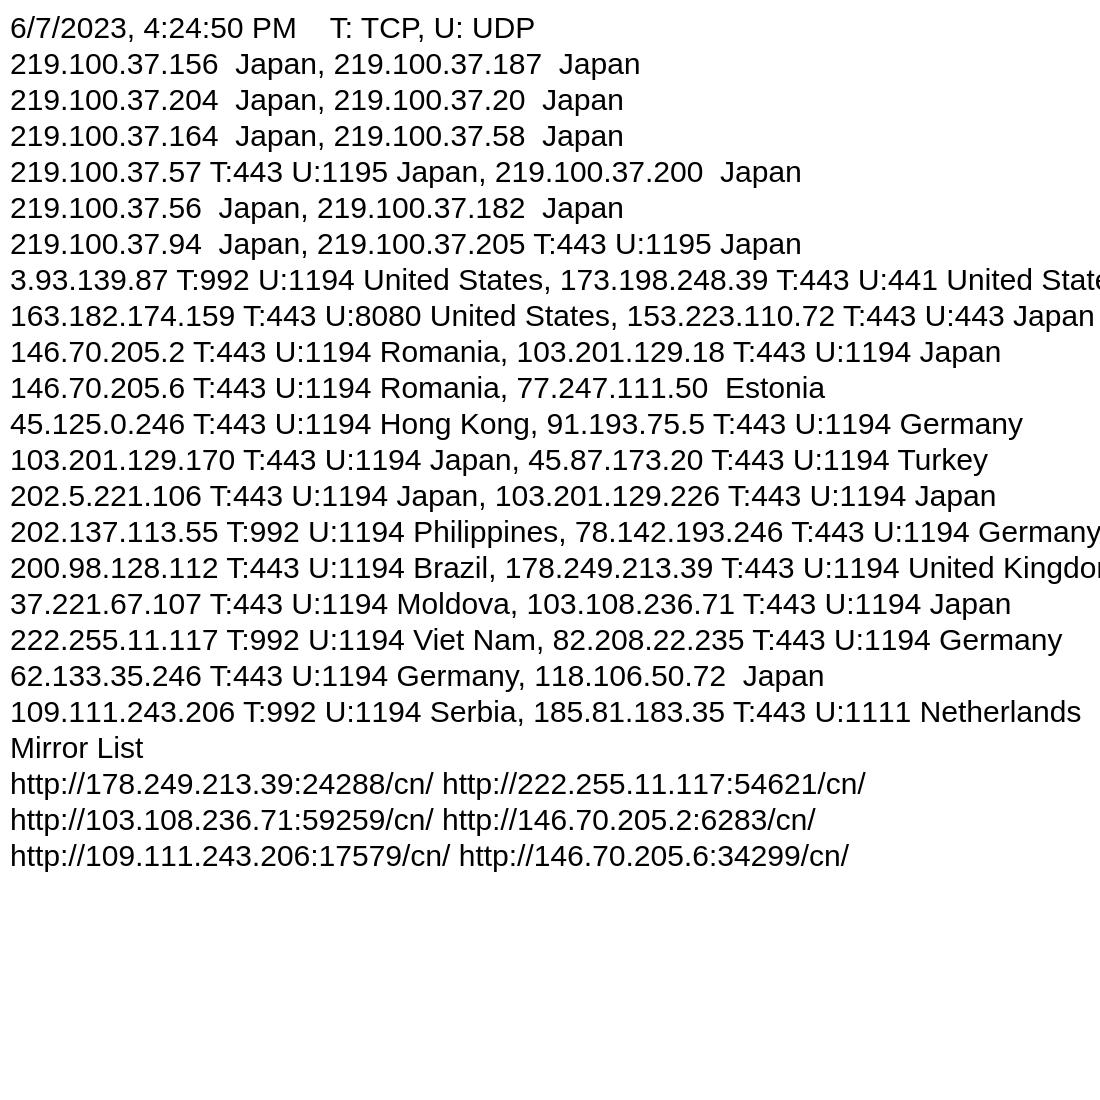 6/7/2023, 4:24:50 PM    T: TCP, U: UDP
219.100.37.156  Japan, 219.100.37.187  Japan
219.100.37.204  Japan, 219.100.37.20  Japan
219.100.37.164  Japan, 219.100.37.58  Japan
219.100.37.57 T:443 U:1195 Japan, 219.100.37.200  Japan
219.100.37.56  Japan, 219.100.37.182  Japan
219.100.37.94  Japan, 219.100.37.205 T:443 U:1195 Japan
3.93.139.87 T:992 U:1194 United States, 173.198.248.39 T:443 U:441 United State
163.182.174.159 T:443 U:8080 United States, 153.223.110.72 T:443 U:443 Japan
146.70.205.2 T:443 U:1194 Romania, 103.201.129.18 T:443 U:1194 Japan
146.70.205.6 T:443 U:1194 Romania, 77.247.111.50  Estonia
45.125.0.246 T:443 U:1194 Hong Kong, 91.193.75.5 T:443 U:1194 Germany
103.201.129.170 T:443 U:1194 Japan, 45.87.173.20 T:443 U:1194 Turkey
202.5.221.106 T:443 U:1194 Japan, 103.201.129.226 T:443 U:1194 Japan
202.137.113.55 T:992 U:1194 Philippines, 78.142.193.246 T:443 U:1194 Germany
200.98.128.112 T:443 U:1194 Brazil, 178.249.213.39 T:443 U:1194 United Kingdo
37.221.67.107 T:443 U:1194 Moldova, 103.108.236.71 T:443 U:1194 Japan
222.255.11.117 T:992 U:1194 Viet Nam, 82.208.22.235 T:443 U:1194 Germany
62.133.35.246 T:443 U:1194 Germany, 118.106.50.72  Japan
109.111.243.206 T:992 U:1194 Serbia, 185.81.183.35 T:443 U:1111 Netherlands
Mirror List
http://178.249.213.39:24288/cn/ http://222.255.11.117:54621/cn/
http://103.108.236.71:59259/cn/ http://146.70.205.2:6283/cn/
http://109.111.243.206:17579/cn/ http://146.70.205.6:34299/cn/